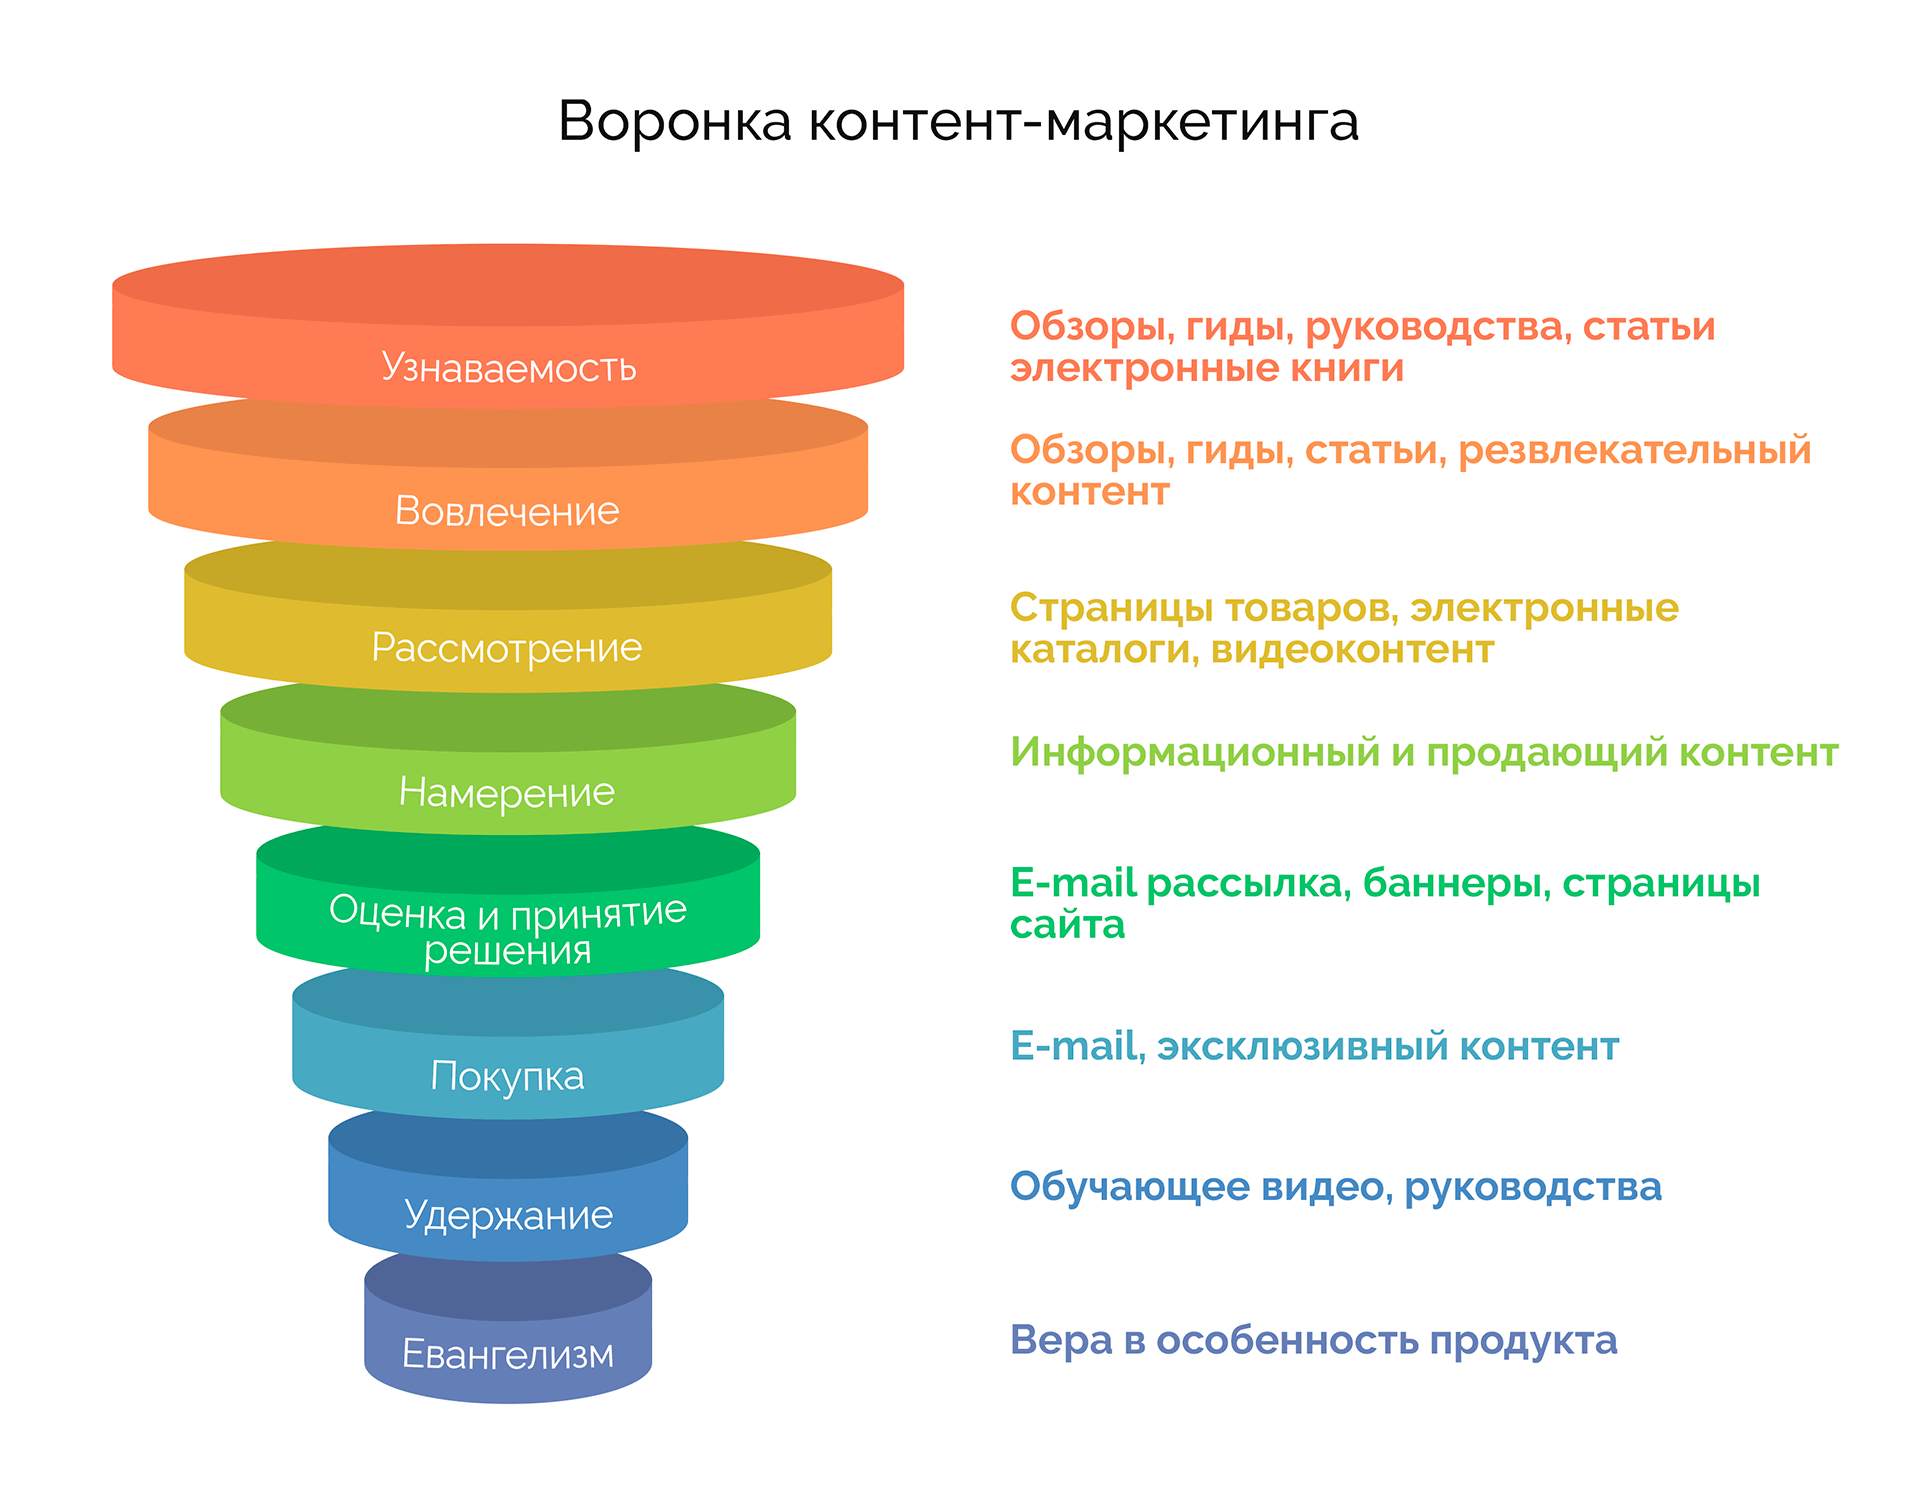 Воронка контент-маркетинга
Узнаваемость
Обзоры, гиды, руководства, статьи
электронные книги
Вовлечение
Обзоры, гиды, статьи, резвлекательный
контент
Рассмотрение
Страницы товаров, электронные
каталоги, видеоконтент
Намерение
Информационный и продающий контент
Оценка и принятие
решения
E-mail рассылка, баннеры, страницы
сайта
Покупка
E-mail, эксклюзивный контент
Удержание
Обучающее видео, руководства
Евангелизм
Вера в особенность продукта